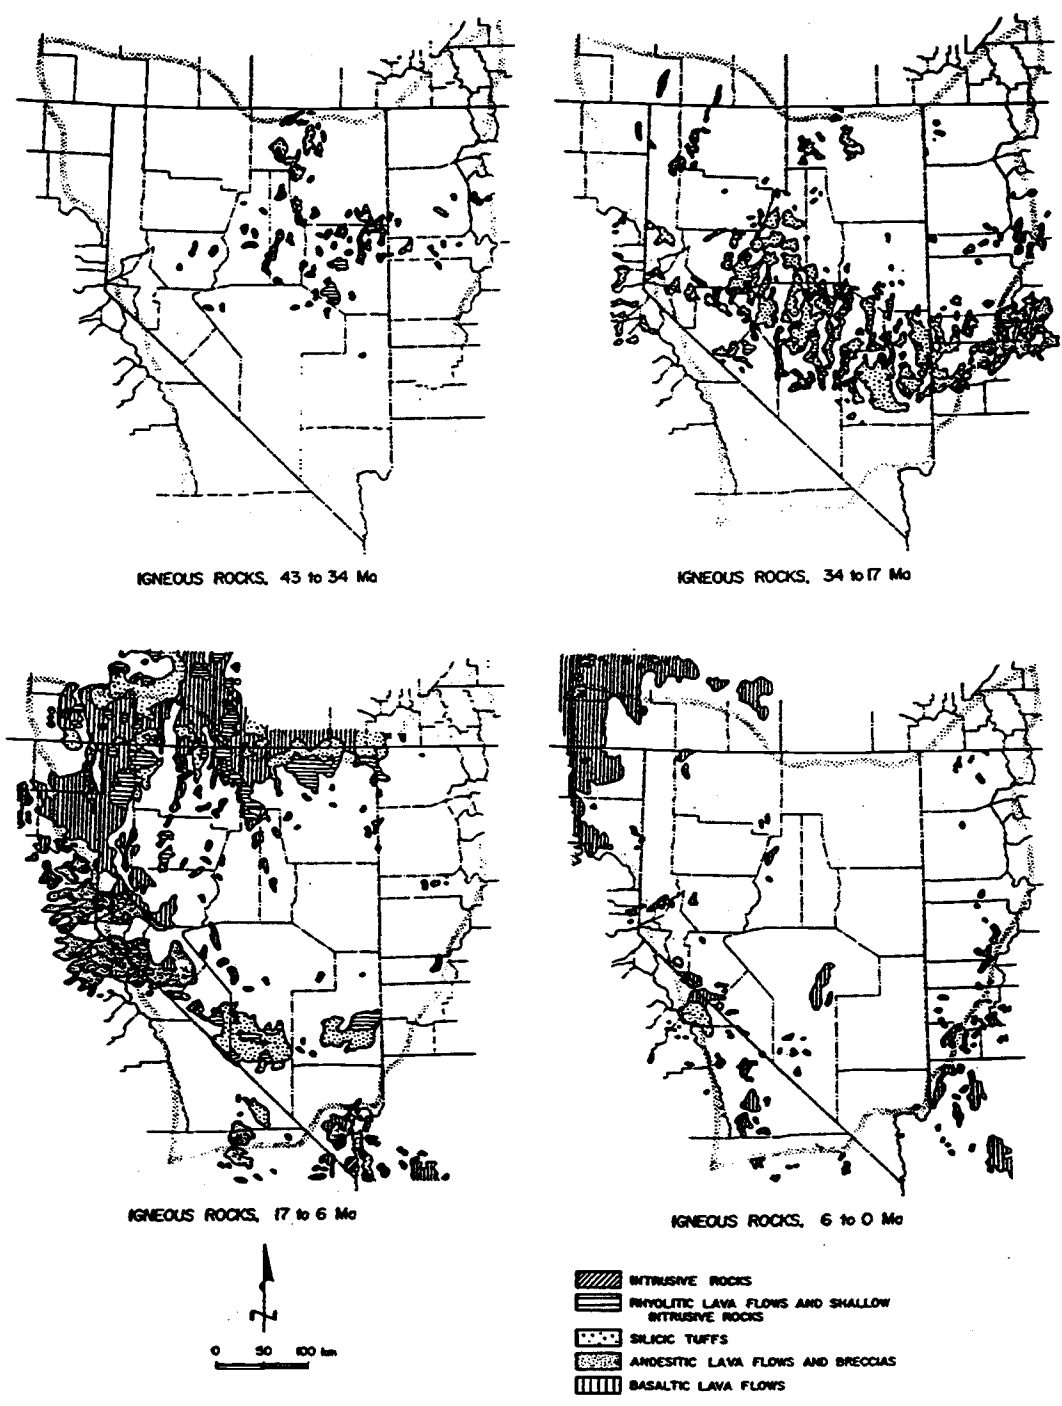 IGNEOUS ROCKS, 43 to 34 Ma
IGNEOUS ROCKS, 34 to 17 Ma
IGNEOUS ROCKS, 17 to 6 Ma
IGNEOUS ROCKS, 6 to 0 Ma
Z
0 50 100 km
INTRUSIVE ROCKS
RHYOLITIC LAVA FLOWS AND SHALLOW
INTRUSIVE ROCKS
SILICIC TUFFS
ANDESITIC LAVA FLOWS AND BRECCIAS
BASALTIC LAVA FLOWS